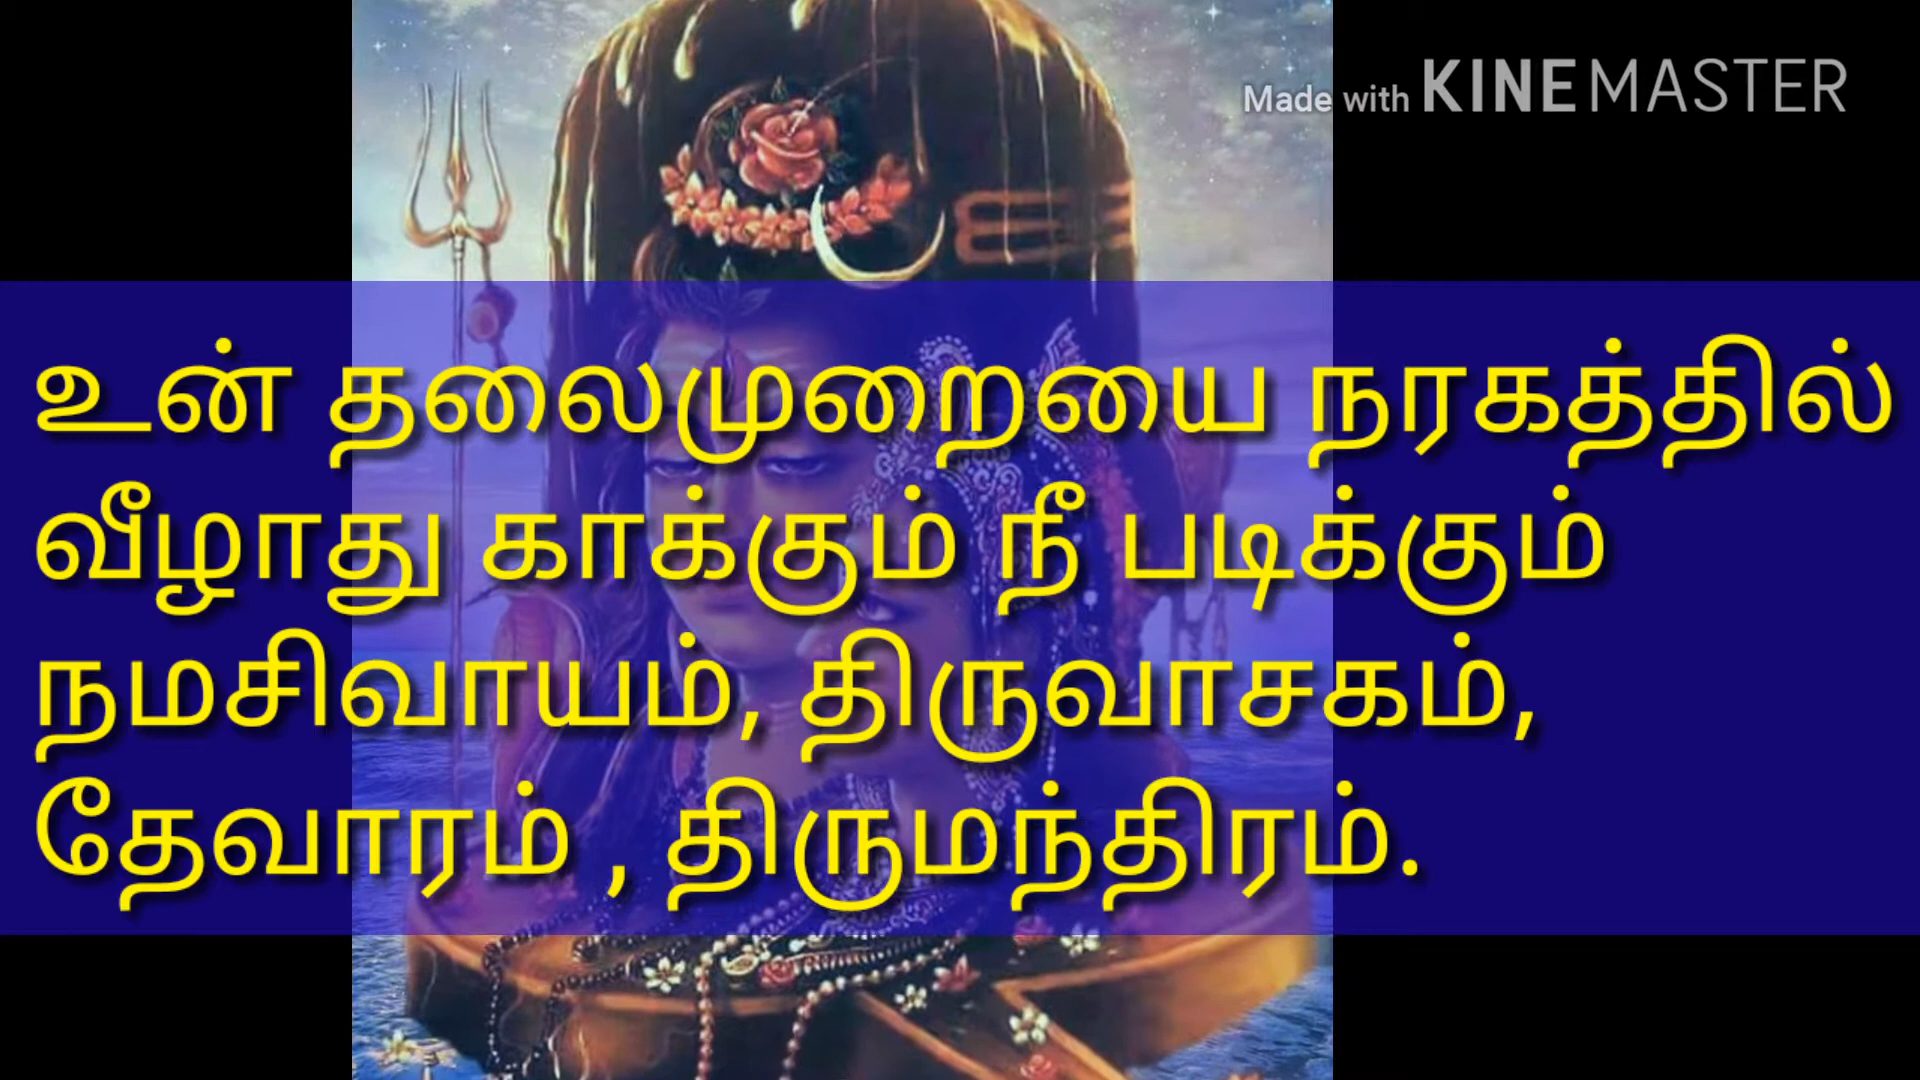 Made with KINEMASTER
உன் தலைமுறையை நரகத்தில்
வீழாது காக்கும் நீ படிக்கும்
நமசிவாயம், திருவாசகம்,
தேவாரம் , திருமந்திரம்.